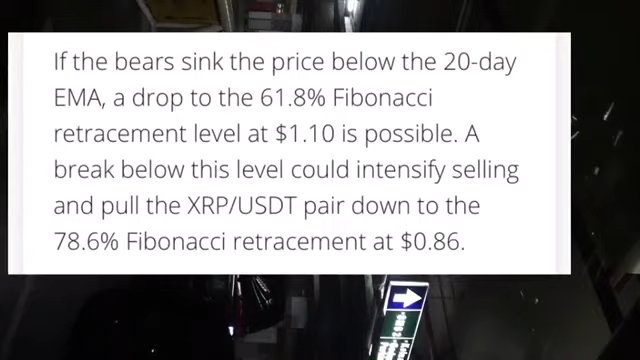 If the bears sink the price below the 20-day
EMA, a drop to the 61.8% Fibonacci
retracement level at $1.10 is possible. A
break below this level could intensify selling
and pull the XRP/USDT pair down to the
78.6% Fibonacci retracement at $0.86.